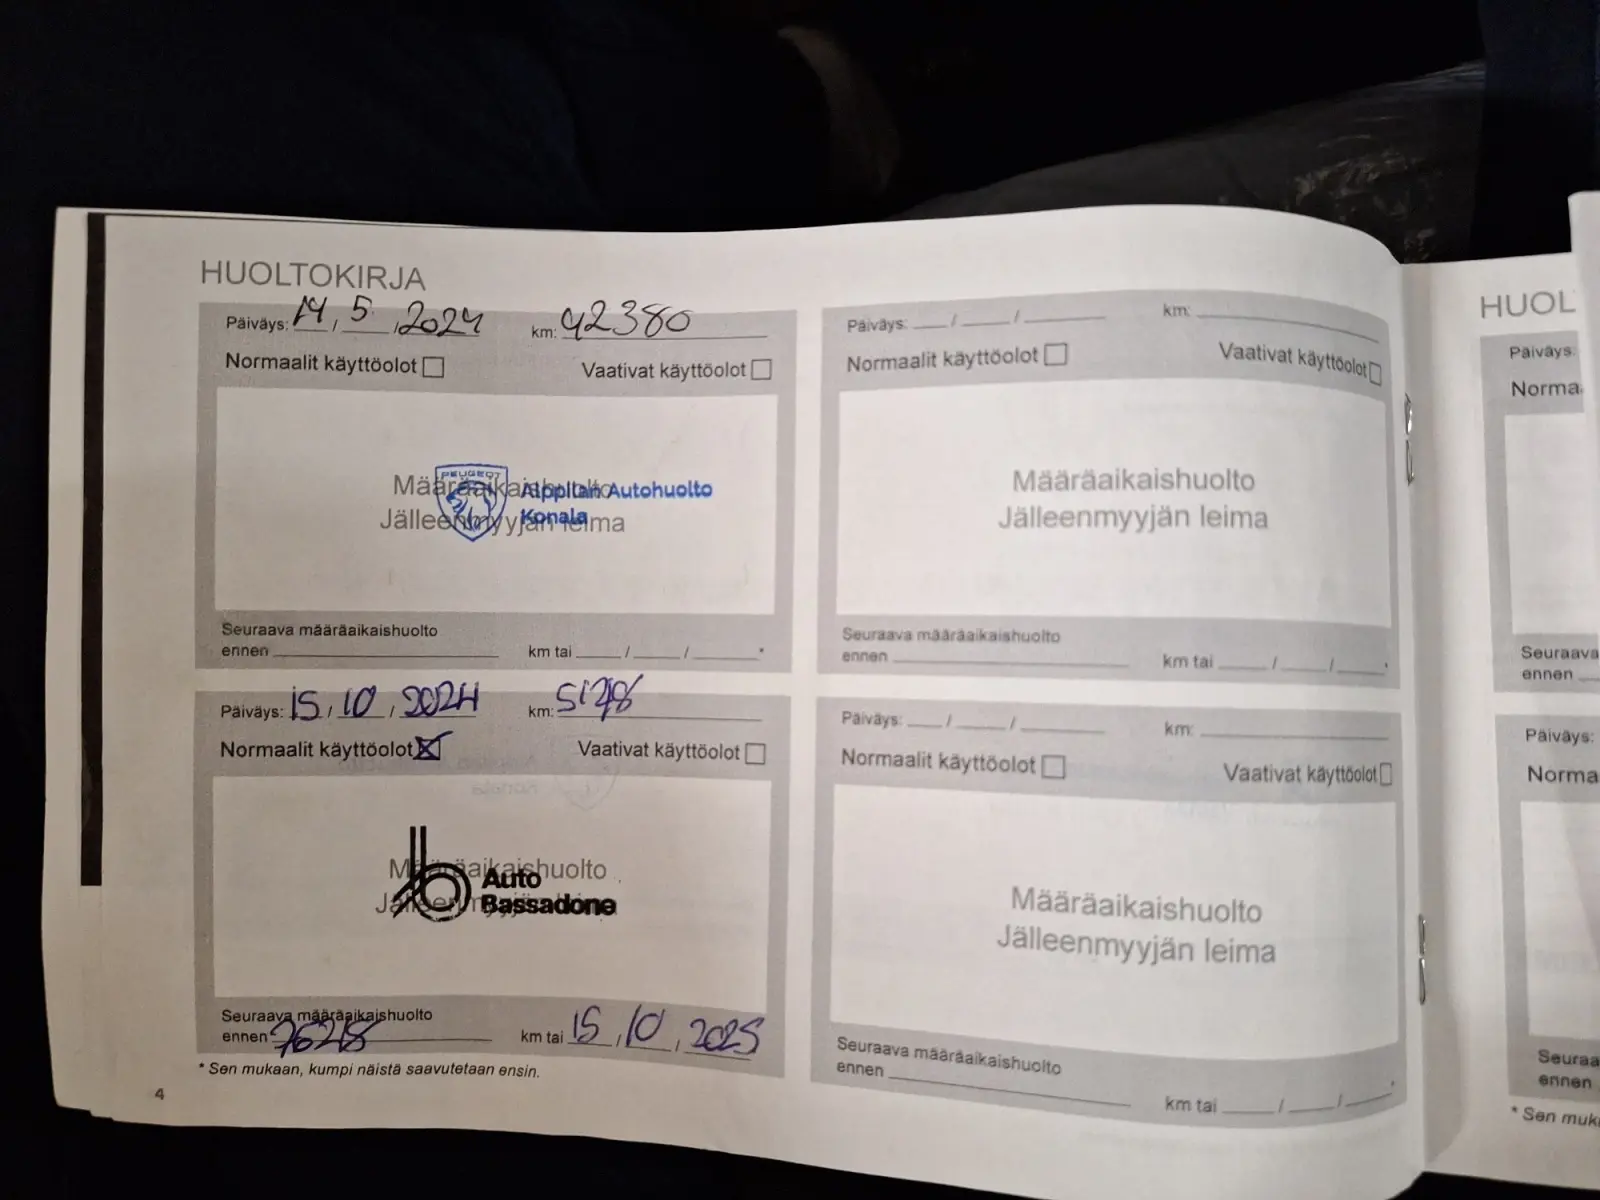 HUOLTOKIRJA
Päiväys: 14 / 5 / 2024 km: 42380
Normaalit käyttöolot Vaativat käyttöolot
Määräaikaishuolto
Jälleenmyyjän leima
PEUGEOT
Alppilan Autohuolto
Konala
Seuraava määräaikaishuolto
ennen km tai / / *
Päiväys: 15 / 10 / 2024 km:
Normaalit käyttöolot Vaativat käyttöolot
Määräaikaishuolto
Jälleenmyyjän leima
Auto
Bassadone
Seuraava määräaikaishuolto
ennen km tai 15 / 10 / 2025
* Sen mukaan, kumpi näistä saavutetaan ensin.
4
Päiväys: / / km:
Normaalit käyttöolot Vaativat käyttöolot
Määräaikaishuolto
Jälleenmyyjän leima
Seuraava määräaikaishuolto
ennen km tai / / *
Päiväys: / / km:
Normaalit käyttöolot Vaativat käyttöolot
Määräaikaishuolto
Jälleenmyyjän leima
Seuraava määräaikaishuolto
ennen km tai / / *
HUOL
Päiväys:
Norma
Seuraava
ennen
Päiväys:
Norma
Seuraa
ennen
* Sen muk